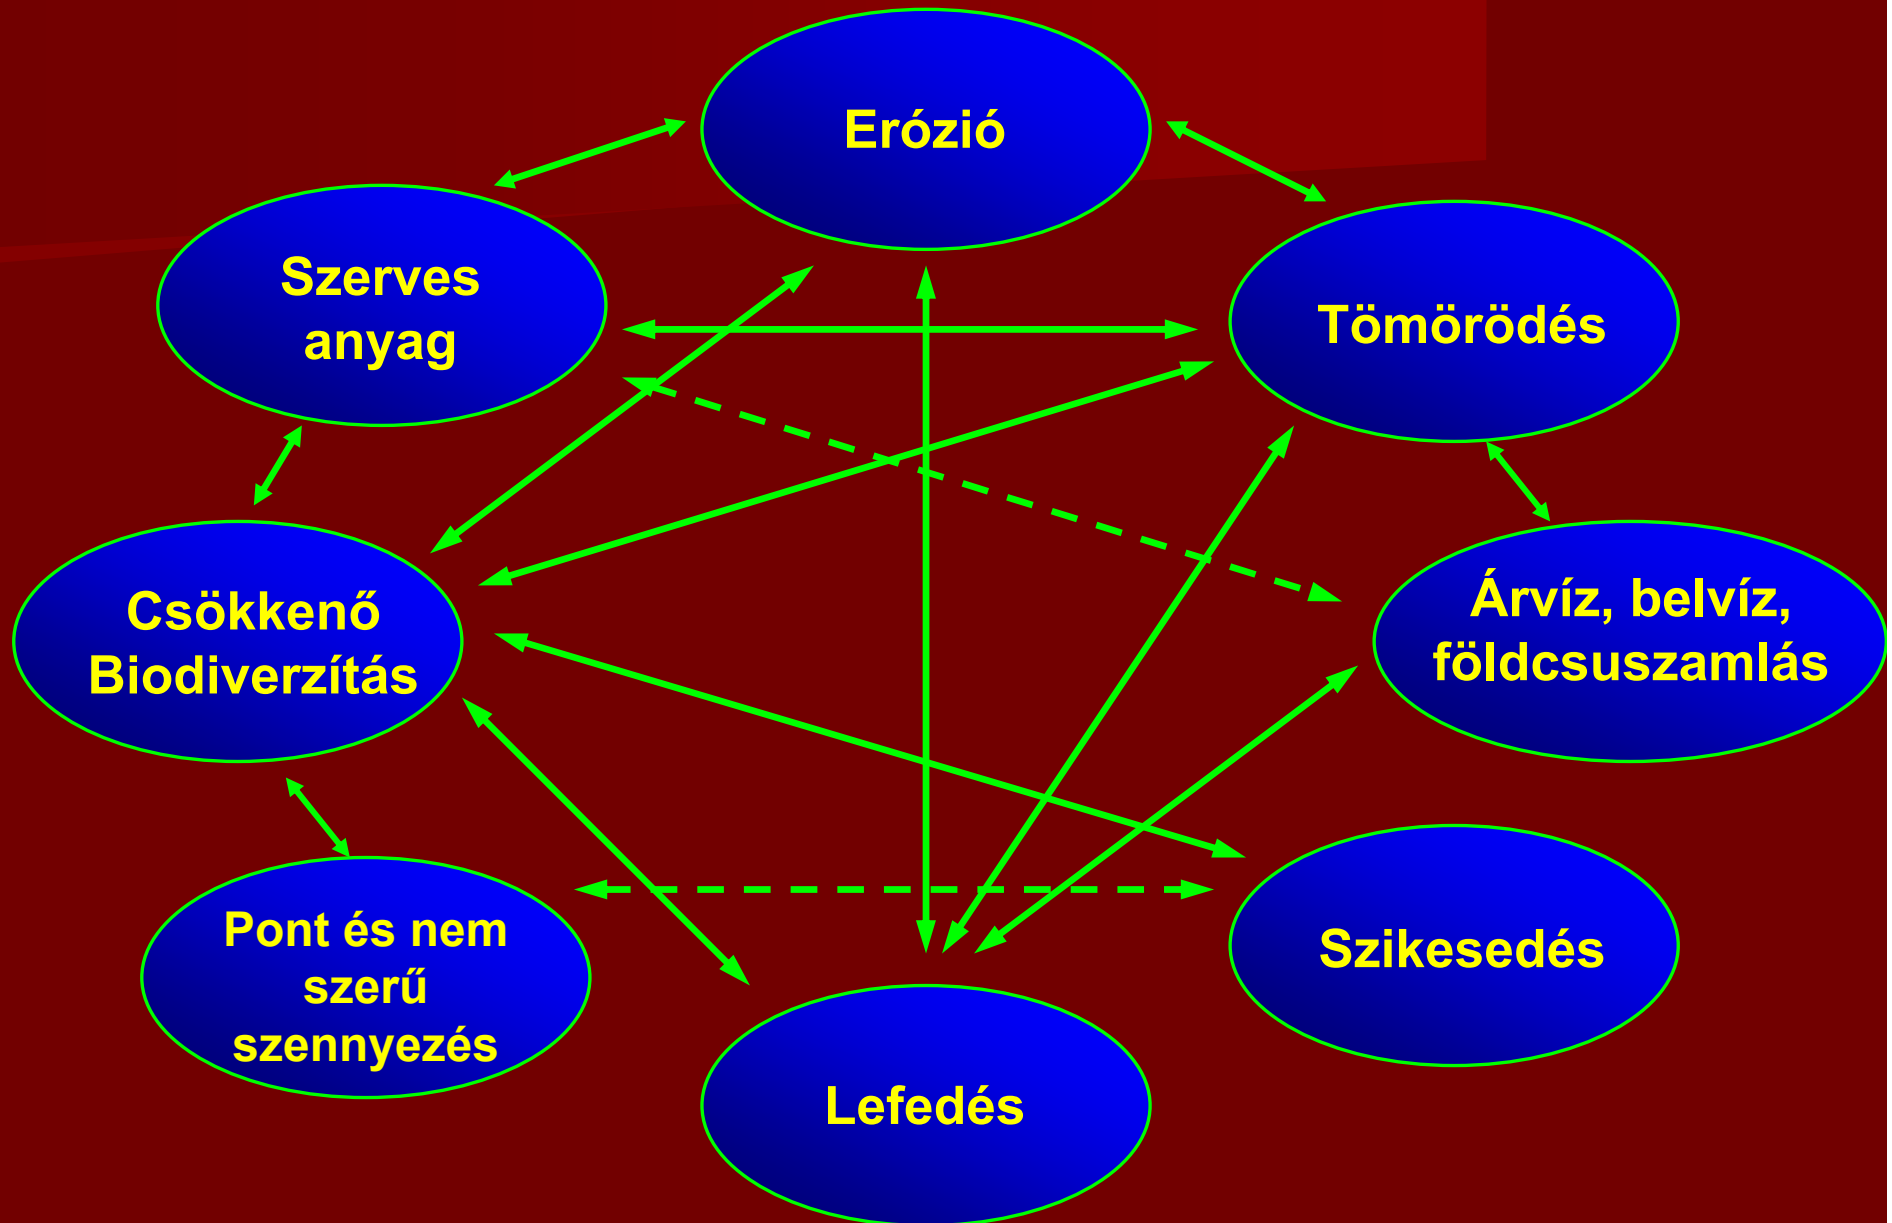 Erózió
Szerves
anyag
Tömörödés
Csökkenő
Biodiverzítás
Árvíz, belvíz,
földcsuszamlás
Pont és nem
szerű
szennyezés
Szikesedés
Lefedés